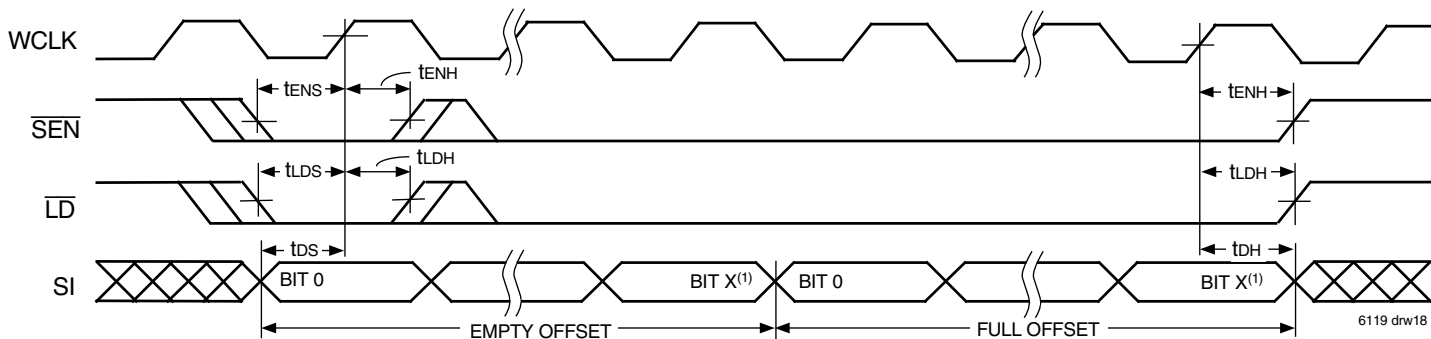 WCLK
tENS
tENH
tENH
SEN
tLDS
tLDH
tLDH
LD
tDS
tDH
SI
BIT 0
BIT X(1)
BIT 0
BIT X(1)
EMPTY OFFSET
FULL OFFSET
6119 drw18